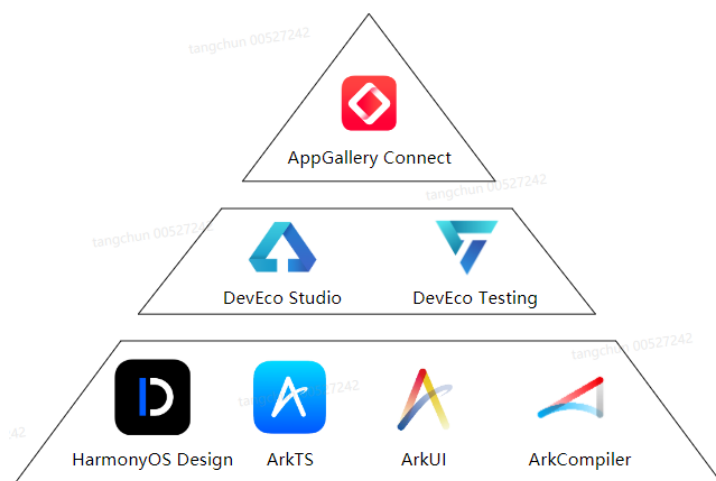 tangchun 00527242
AppGallery Connect
tangchun 00527242
tangchun 00527242
DevEco Studio
DevEco Testing
tangchun 00527242
HarmonyOS Design
ArkTS
ArkUI
ArkCompiler